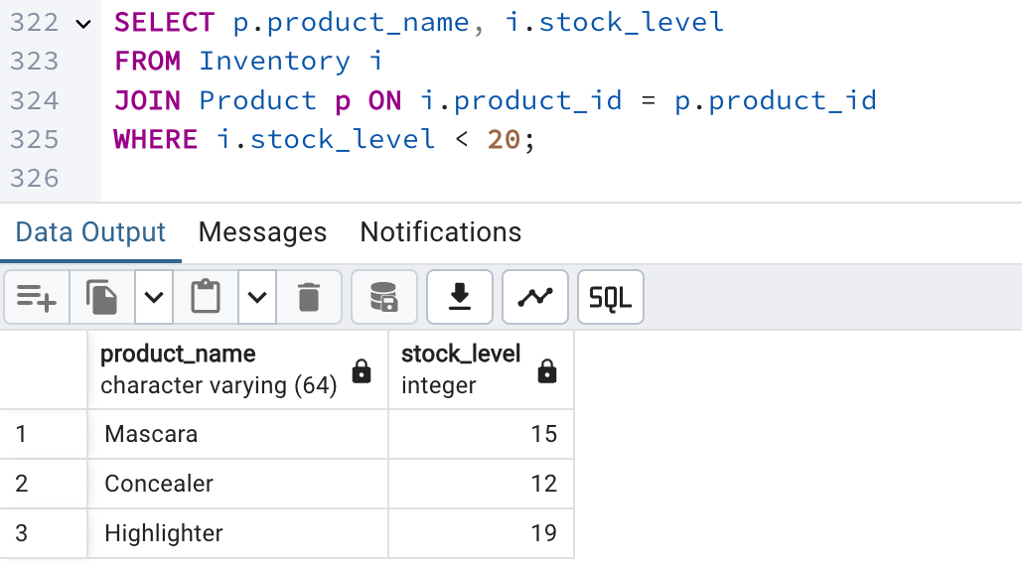 322 SELECT p.product_name, i.stock_level
323 FROM Inventory i
324 JOIN Product p ON i.product_id = p.product_id
325 WHERE i.stock_level < 20;
326
Data Output Messages Notifications
SQL
product_name stock_level
character varying (64) integer
1 Mascara 15
2 Concealer 12
3 Highlighter 19